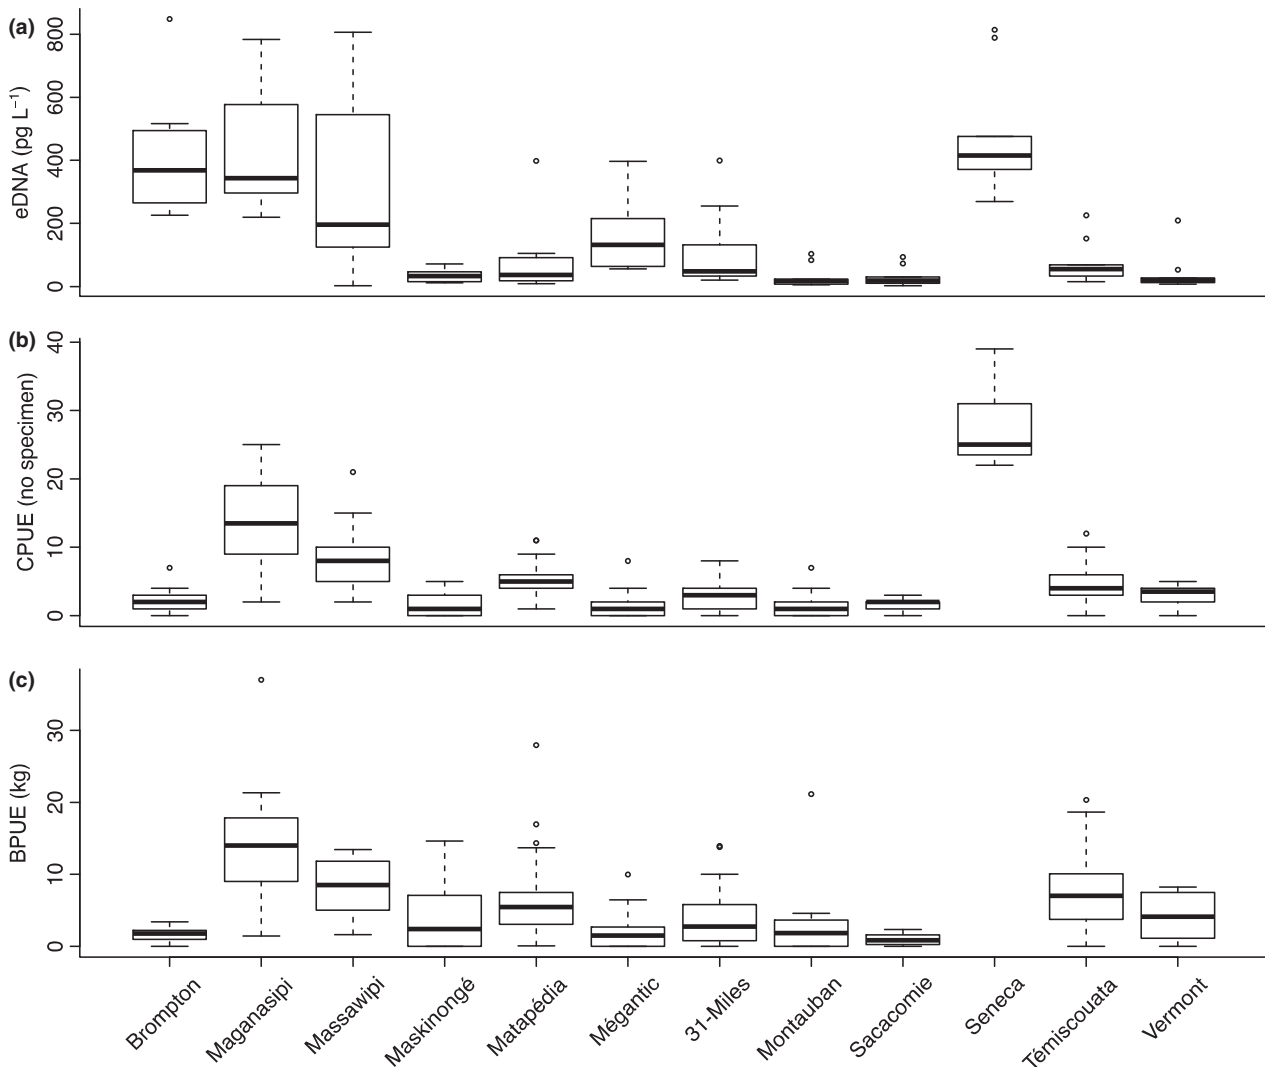 (a)
eDNA (pg L⁻¹)
800
600
400
200
0
(b)
CPUE (no specimen)
40
30
20
10
0
(c)
BPUE (kg)
30
20
10
0
Brompton
Maganasipi
Massawipi
Maskinongé
Matapédia
Mégantic
31-Miles
Montauban
Sacacomie
Seneca
Témiscouata
Vermont